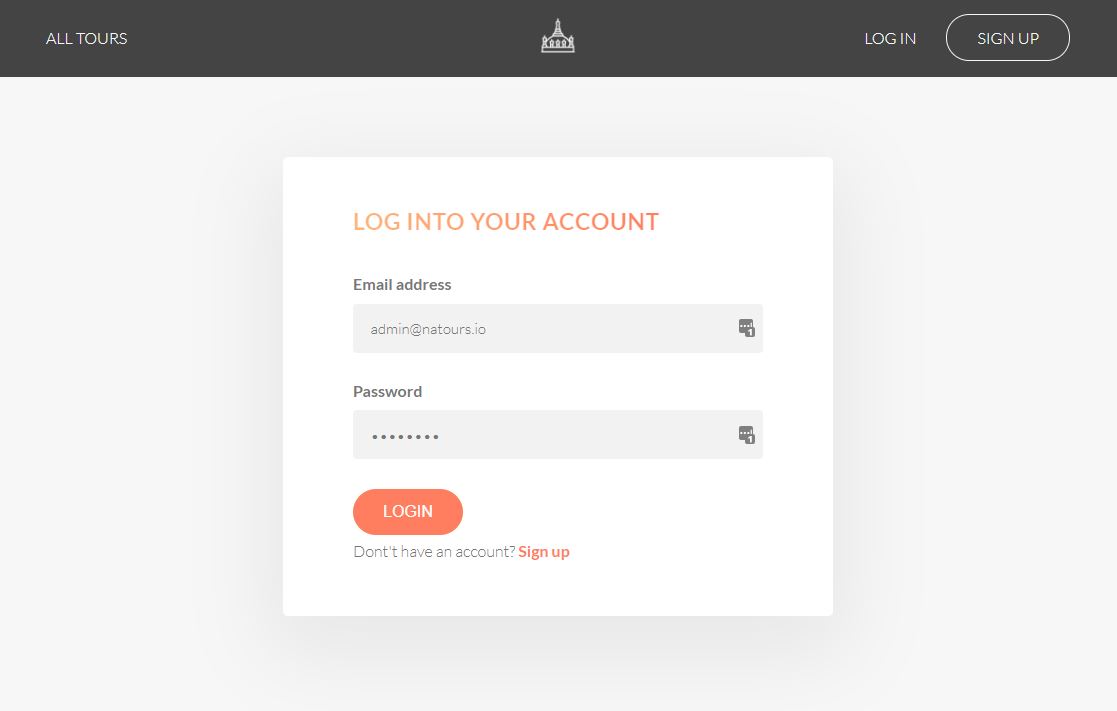 ALL TOURS
LOG IN
SIGN UP
LOG INTO YOUR ACCOUNT
Email address
admin@natours.io
Password
••••••••
LOGIN
Dont't have an account? Sign up